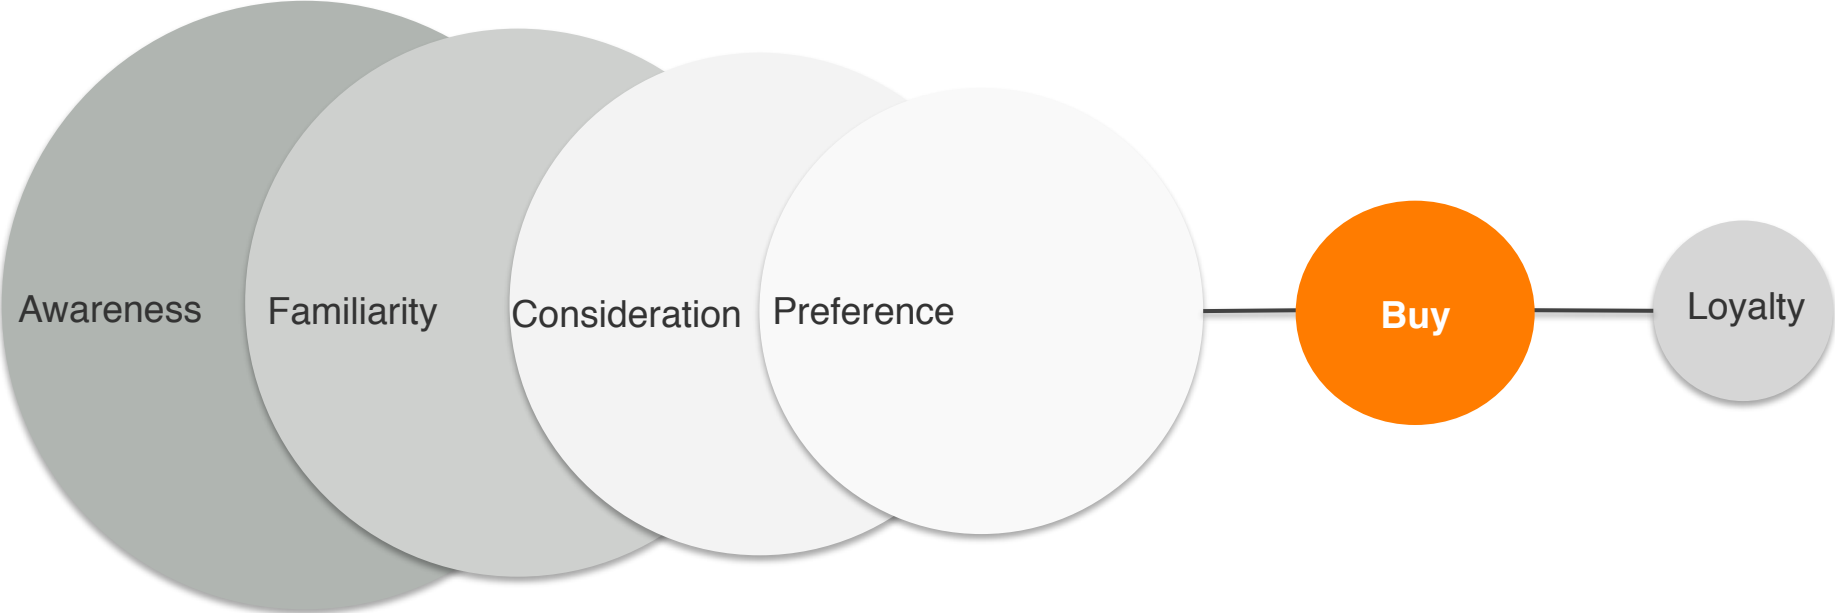 Awareness
Familiarity
Consideration
Preference
Buy
Loyalty